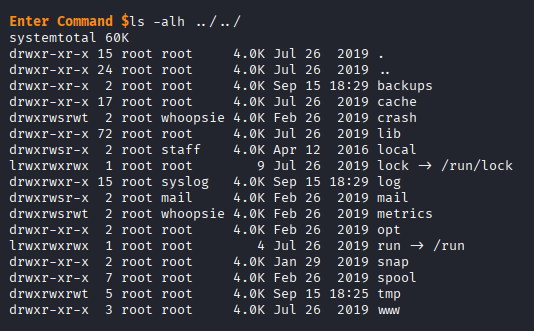 Enter Command $ls -alh ../../
systemtotal 60K
drwxr-xr-x 15 root root     4.0K Jul 26  2019 .
drwxr-xr-x 24 root root     4.0K Jul 26  2019 ..
drwxr-xr-x  2 root root     4.0K Sep 15 18:29 backups
drwxr-xr-x 17 root root     4.0K Jul 26  2019 cache
drwxrwsrwt  2 root whoopsie 4.0K Feb 26  2019 crash
drwxr-xr-x 72 root root     4.0K Jul 26  2019 lib
drwxrwsr-x  2 root staff    4.0K Apr 12  2016 local
lrwxrwxrwx  1 root root        9 Jul 26  2019 lock -> /run/lock
drwxrwxr-x 15 root syslog   4.0K Sep 15 18:29 log
drwxrwsr-x  2 root mail     4.0K Feb 26  2019 mail
drwxrwsrwt  2 root whoopsie 4.0K Feb 26  2019 metrics
drwxr-xr-x  2 root root     4.0K Feb 26  2019 opt
lrwxrwxrwx  1 root root        4 Jul 26  2019 run -> /run
drwxr-xr-x  2 root root     4.0K Jan 29  2019 snap
drwxr-xr-x  7 root root     4.0K Feb 26  2019 spool
drwxrwxrwt  5 root root     4.0K Sep 15 18:25 tmp
drwxr-xr-x  3 root root     4.0K Jul 26  2019 www